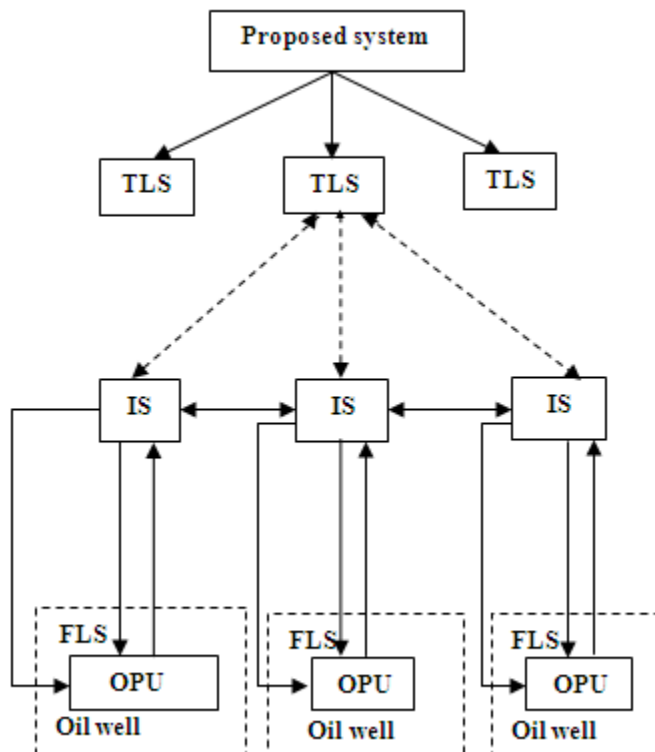 Proposed system
TLS
TLS
TLS
IS
IS
IS
FLS
FLS
FLS
OPU
OPU
OPU
Oil well
Oil well
Oil well